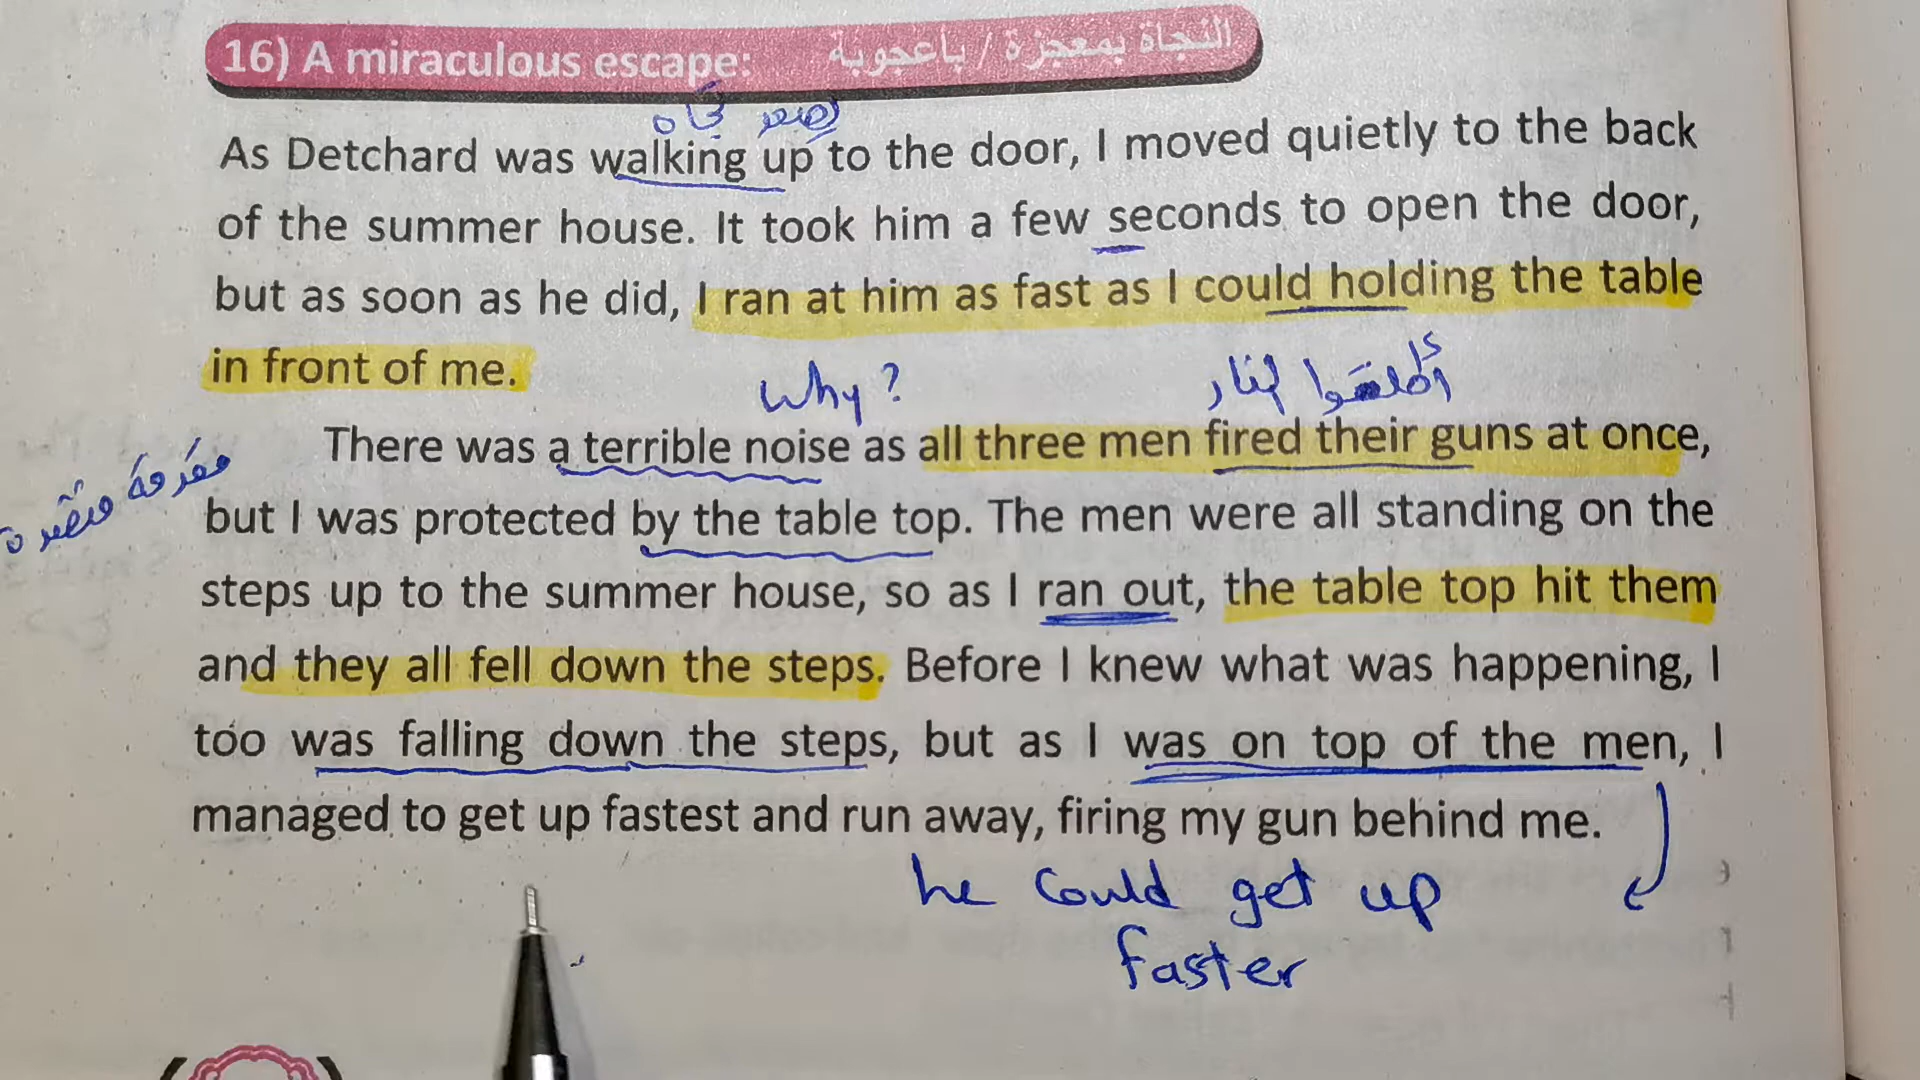 16) A miraculous escape: النجاة بمعجزة / بأعجوبة
As Detchard was walking up to the door, I moved quietly to the back
of the summer house. It took him a few seconds to open the door,
but as soon as he did, I ran at him as fast as I could holding the table
in front of me.
Why? أطلقوا النار
There was a terrible noise as all three men fired their guns at once,
but I was protected by the table top. The men were all standing on the
steps up to the summer house, so as I ran out, the table top hit them
and they all fell down the steps. Before I knew what was happening, I
too was falling down the steps, but as I was on top of the men, I
managed to get up fastest and run away, firing my gun behind me.
he could get up
faster